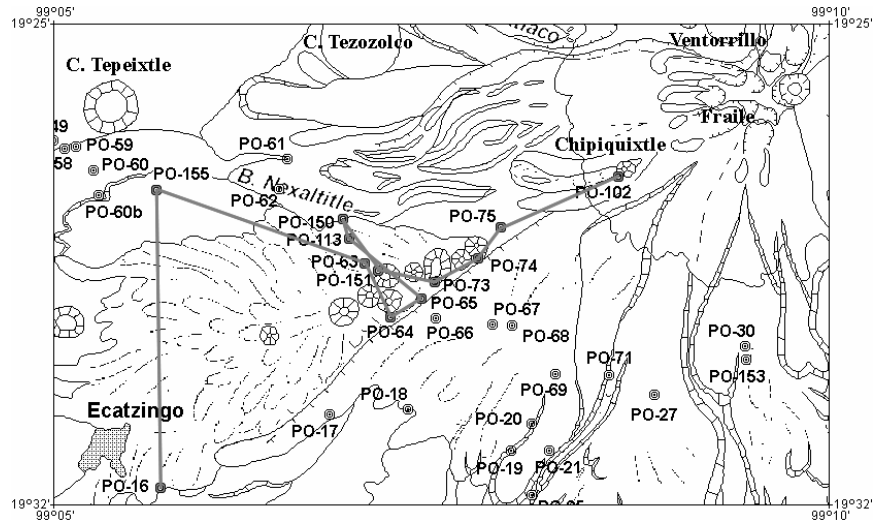 99°05'
99°10'
19°25'
19°25'
C. Tezozolco
Ventorrillo
C. Tepeixtle
Fraile
49
PO-59
58
PO-60
PO-61
Chipiquixtle
PO-155
B. Nexaltitle
PO-60b
PO-62
PO-102
PO-150
PO-75
PO-113
PO-63
PO-74
PO-151
PO-73
PO-65
PO-67
PO-64
PO-66
PO-68
PO-30
PO-71
PO-153
PO-69
PO-18
PO-27
Ecatzingo
PO-20
PO-17
PO-19
PO-21
PO-16
19°32'
19°32'
99°05'
99°10'